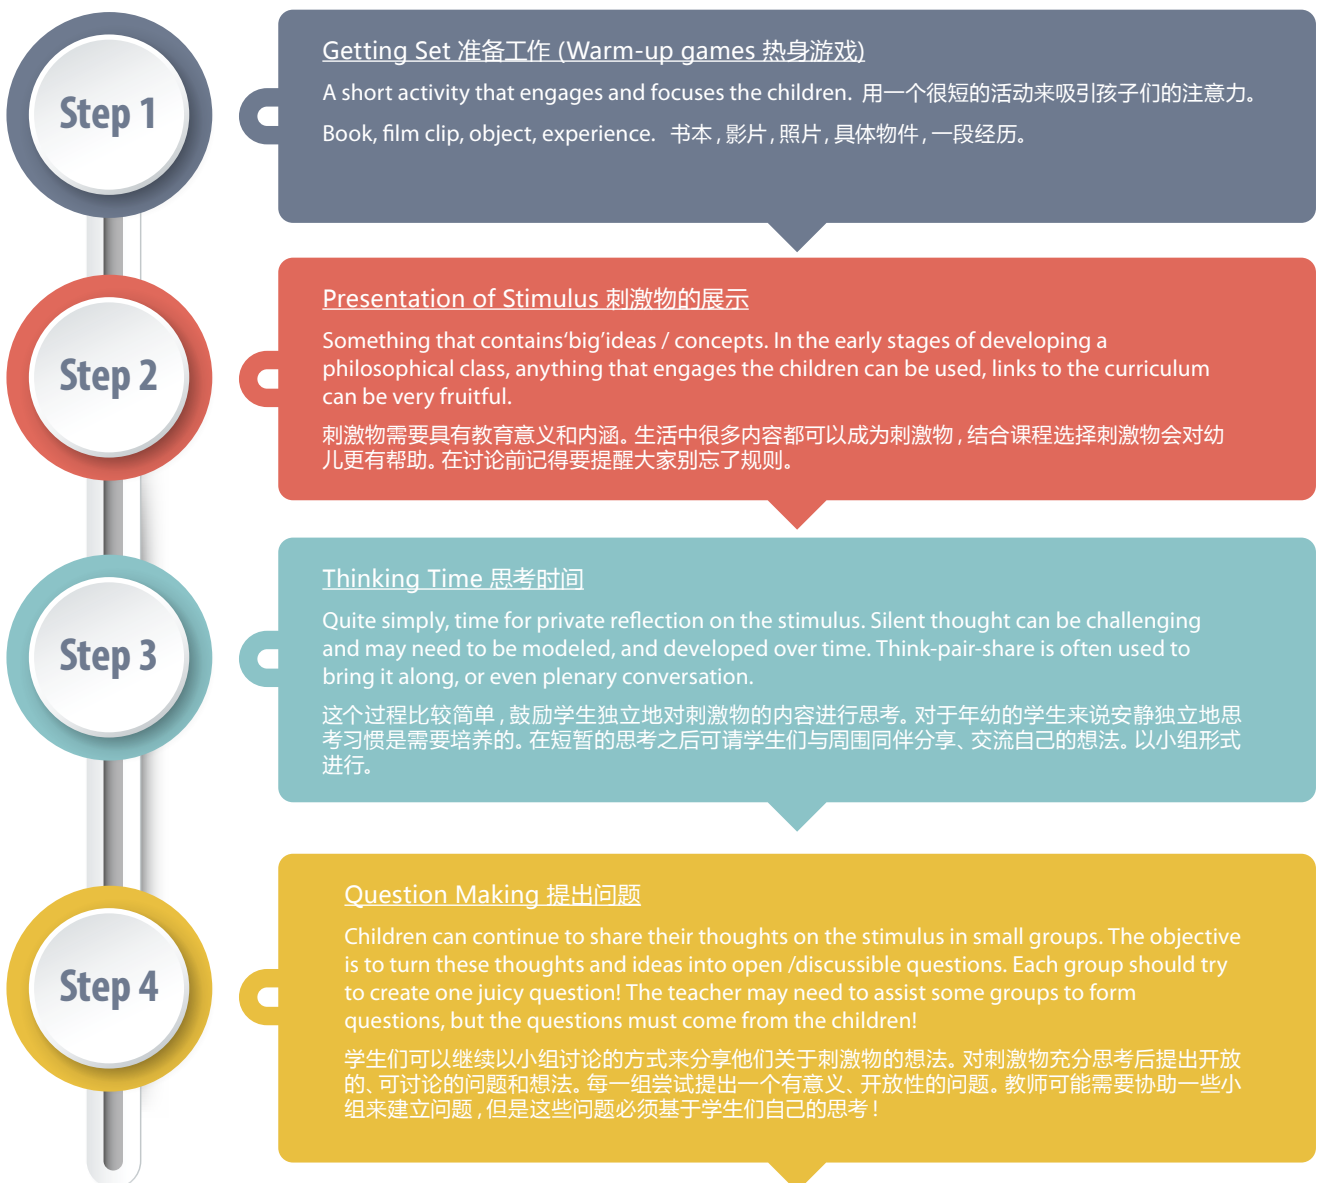 Step 1
Getting Set 准备工作 (Warm-up games 热身游戏)
A short activity that engages and focuses the children. 用一个很短的活动来吸引孩子们的注意力。
Book, film clip, object, experience. 书本,影片,照片,具体物件,一段经历。
Step 2
Presentation of Stimulus 刺激物的展示
Something that contains‘big’ideas / concepts. In the early stages of developing a
philosophical class, anything that engages the children can be used, links to the curriculum
can be very fruitful.
刺激物需要具有教育意义和内涵。生活中很多内容都可以成为刺激物,结合课程选择刺激物会对幼
儿更有帮助。在讨论前记得要提醒大家别忘了规则。
Step 3
Thinking Time 思考时间
Quite simply, time for private reflection on the stimulus. Silent thought can be challenging
and may need to be modeled, and developed over time. Think-pair-share is often used to
bring it along, or even plenary conversation.
这个过程比较简单,鼓励学生独立地对刺激物的内容进行思考。对于年幼的学生来说安静独立地思
考习惯是需要培养的。在短暂的思考之后可请学生们与周围同伴分享、交流自己的想法。以小组形式
进行。
Step 4
Question Making 提出问题
Children can continue to share their thoughts on the stimulus in small groups. The objective
is to turn these thoughts and ideas into open /discussible questions. Each group should try
to create one juicy question! The teacher may need to assist some groups to form
questions, but the questions must come from the children!
学生们可以继续以小组讨论的方式来分享他们关于刺激物的想法。对刺激物充分思考后提出开放
的、可讨论的问题和想法。每一组尝试提出一个有意义、开放性的问题。教师可能需要协助一些小
组来建立问题,但是这些问题必须基于学生们自己的思考!